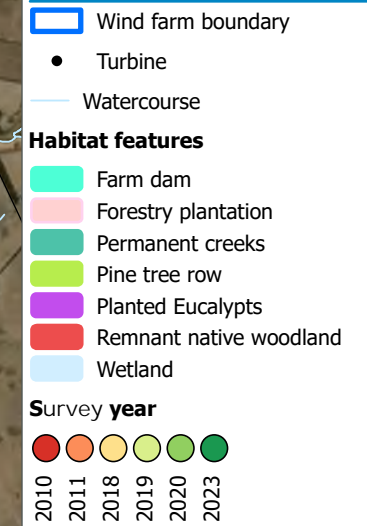 Wind farm boundary
Turbine
Watercourse
Habitat features
Farm dam
Forestry plantation
Permanent creeks
Pine tree row
Planted Eucalypts
Remnant native woodland
Wetland
Survey year
2010 2011 2018 2019 2020 2023